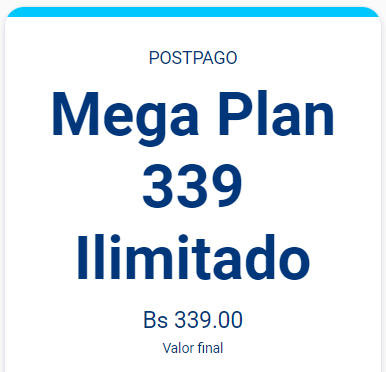 POSTPAGO
Mega Plan
339
Ilimitado
Bs 339.00
Valor final